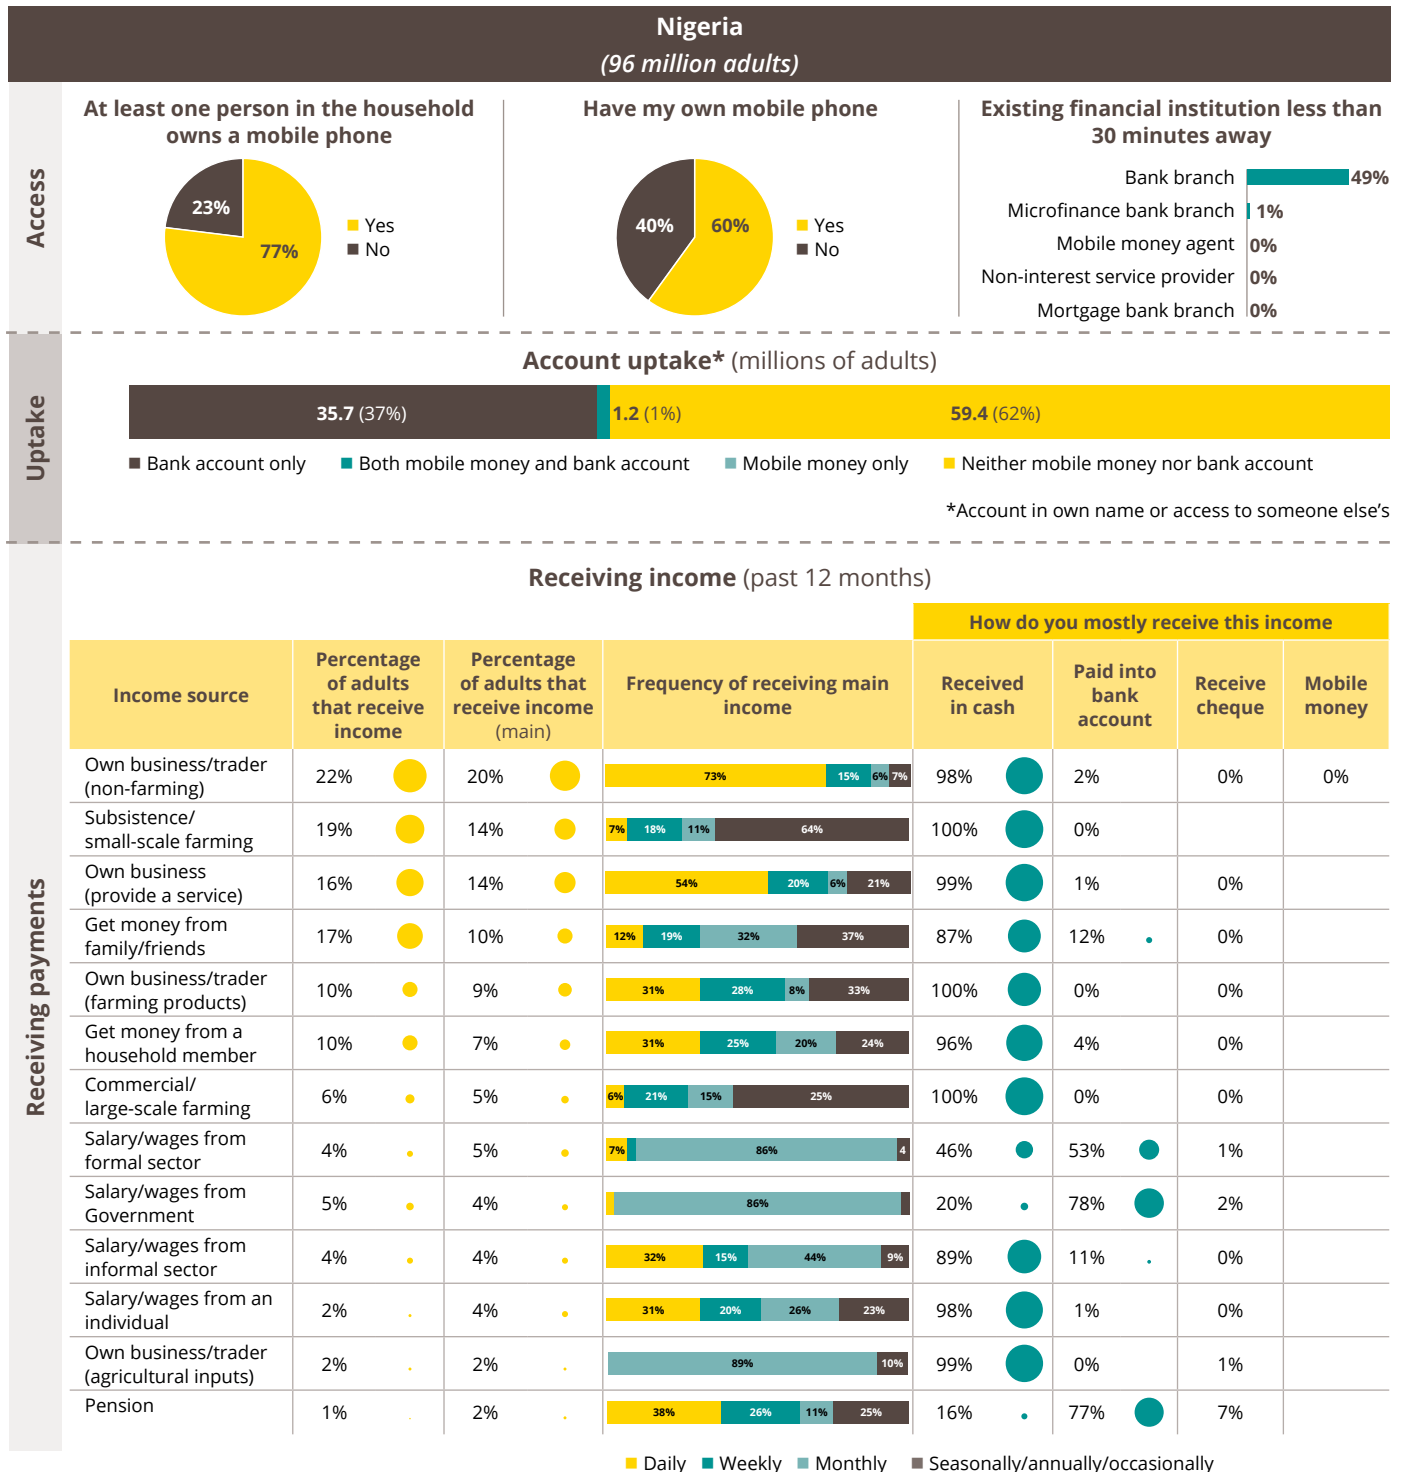 Nigeria
(96 million adults)
Access
At least one person in the household
owns a mobile phone
23%
77%
Yes
No
Have my own mobile phone
40%
60%
Yes
No
Existing financial institution less than
30 minutes away
Bank branch 49%
Microfinance bank branch 1%
Mobile money agent 0%
Non-interest service provider 0%
Mortgage bank branch 0%
Uptake
Account uptake* (millions of adults)
35.7 (37%) 1.2 (1%) 59.4 (62%)
Bank account only Both mobile money and bank account Mobile money only Neither mobile money nor bank account
*Account in own name or access to someone else’s
Receiving payments
Receiving income (past 12 months)
How do you mostly receive this income
Income source
Percentage
of adults
that receive
income
Percentage
of adults that
receive income
(main)
Frequency of receiving main
income
Received
in cash
Paid into
bank
account
Receive
cheque
Mobile
money
Own business/trader
(non-farming)
22% 20% 73% 15% 6% 7% 98% 2% 0% 0%
Subsistence/
small-scale farming
19% 14% 7% 18% 11% 64% 100% 0%
Own business
(provide a service)
16% 14% 54% 20% 6% 21% 99% 1% 0%
Get money from
family/friends
17% 10% 12% 19% 32% 37% 87% 12% 0%
Own business/trader
(farming products)
10% 9% 31% 28% 8% 33% 100% 0% 0%
Get money from a
household member
10% 7% 31% 25% 20% 24% 96% 4% 0%
Commercial/
large-scale farming
6% 5% 6% 21% 15% 25% 100% 0% 0%
Salary/wages from
formal sector
4% 5% 7% 86% 4 46% 53% 1%
Salary/wages from
Government
5% 4% 86% 20% 78% 2%
Salary/wages from
informal sector
4% 4% 32% 15% 44% 9% 89% 11% 0%
Salary/wages from an
individual
2% 4% 31% 20% 26% 23% 98% 1% 0%
Own business/trader
(agricultural inputs)
2% 2% 89% 10% 99% 0% 1%
Pension
1% 2% 38% 26% 11% 25% 16% 77% 7%
Daily Weekly Monthly Seasonally/annually/occasionally